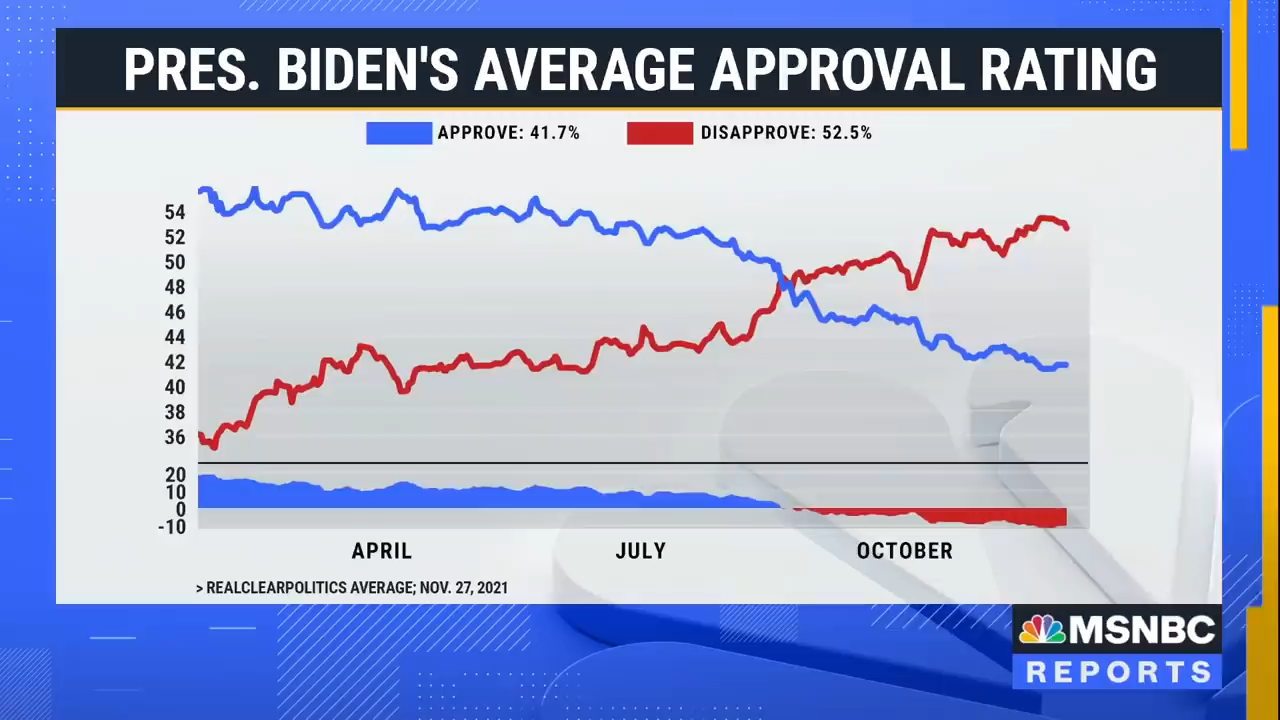 PRES. BIDEN'S AVERAGE APPROVAL RATING
APPROVE: 41.7% DISAPPROVE: 52.5%
54
52
50
48
46
44
42
40
38
36
20
10
0
-10
APRIL JULY OCTOBER
> REALCLEARPOLITICS AVERAGE; NOV. 27, 2021
MSNBC
REPORTS